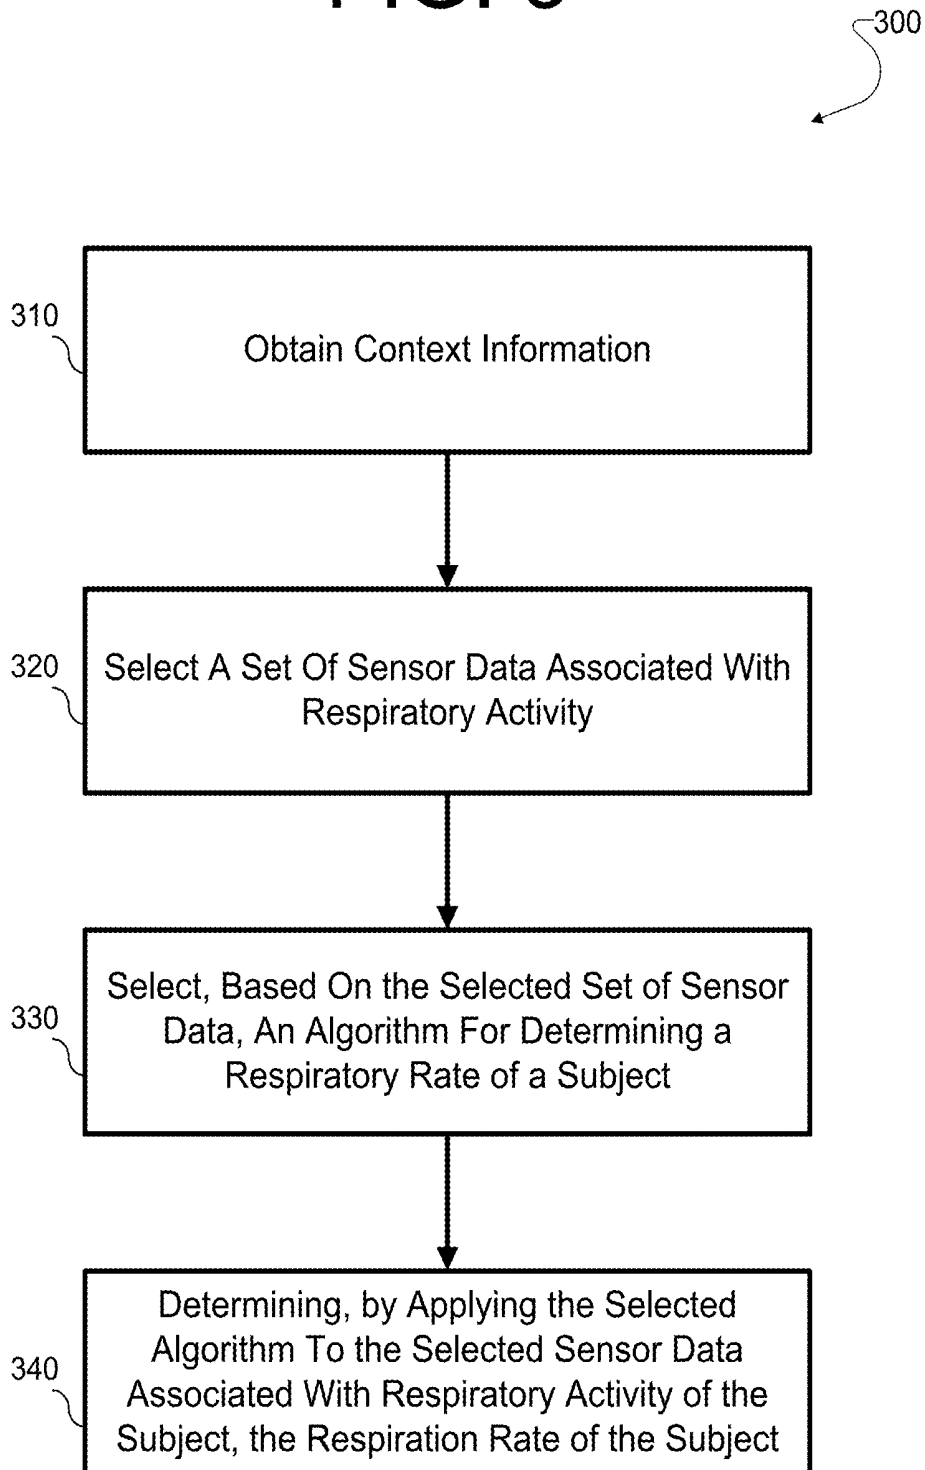 300
310
Obtain Context Information
320
Select A Set Of Sensor Data Associated With
Respiratory Activity
330
Select, Based On the Selected Set of Sensor
Data, An Algorithm For Determining a
Respiratory Rate of a Subject
340
Determining, by Applying the Selected
Algorithm To the Selected Sensor Data
Associated With Respiratory Activity of the
Subject, the Respiration Rate of the Subject